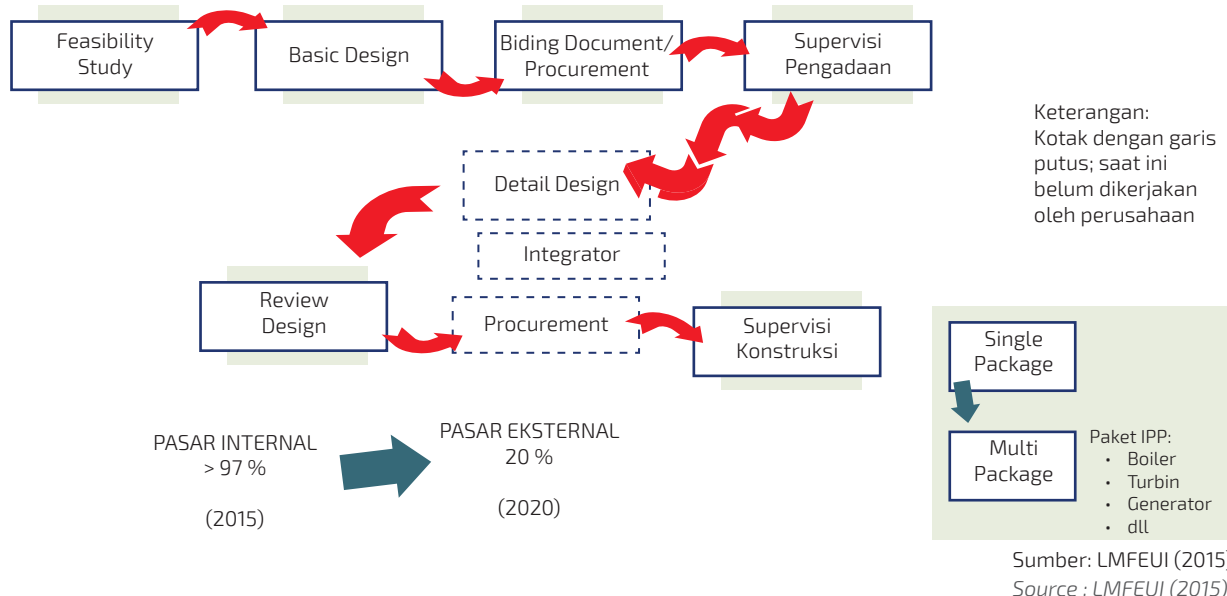 Feasibility
Study
Basic Design
Biding Document/
Procurement
Supervisi
Pengadaan
Keterangan:
Kotak dengan garis
putus; saat ini
belum dikerjakan
oleh perusahaan
Detail Design
Integrator
Review
Design
Procurement
Supervisi
Konstruksi
Single
Package
Multi
Package
Paket IPP:
• Boiler
• Turbin
• Generator
• dll
PASAR INTERNAL
> 97 %
(2015)
PASAR EKSTERNAL
20 %
(2020)
Sumber: LMFEUI (2015)
Source : LMFEUI (2015)